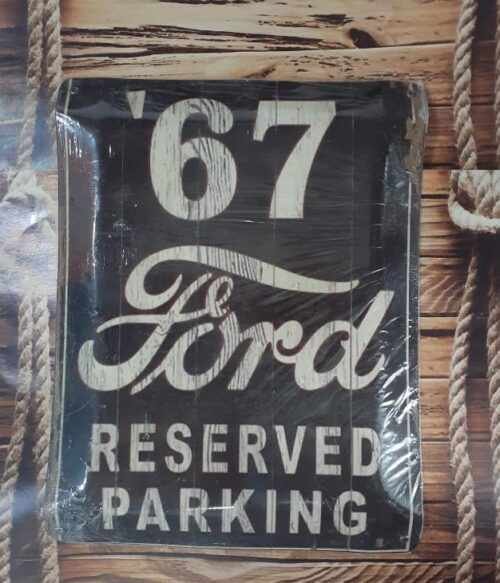 '67
Ford
RESERVED
PARKING